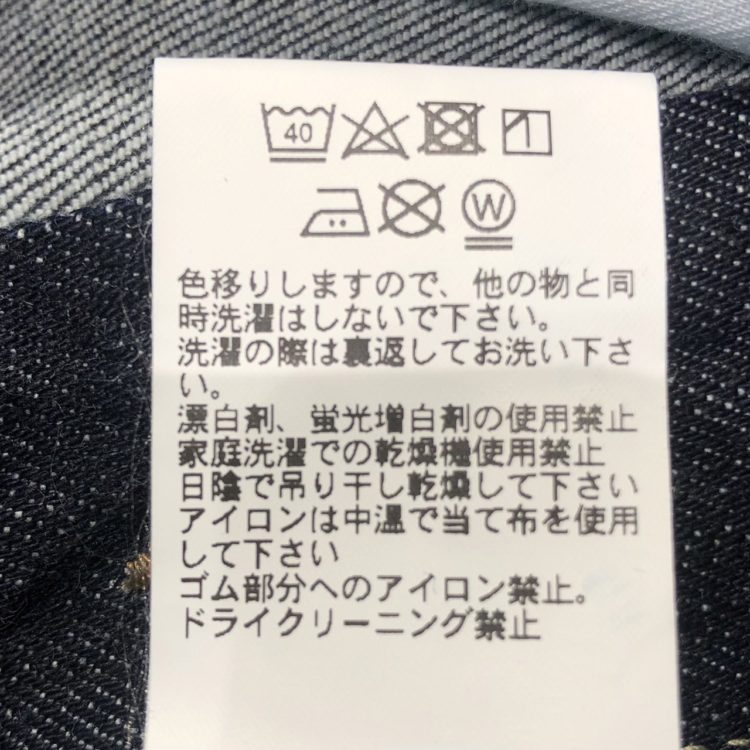 40
W
色移りしますので、他の物と同
時洗濯はしないで下さい。
洗濯の際は裏返してお洗い下さ
い。
漂白剤、蛍光増白剤の使用禁止
家庭洗濯での乾燥機使用禁止
日陰で吊り干し乾燥して下さい
アイロンは中温で当て布を使用
して下さい
ゴム部分へのアイロン禁止。
ドライクリーニング禁止